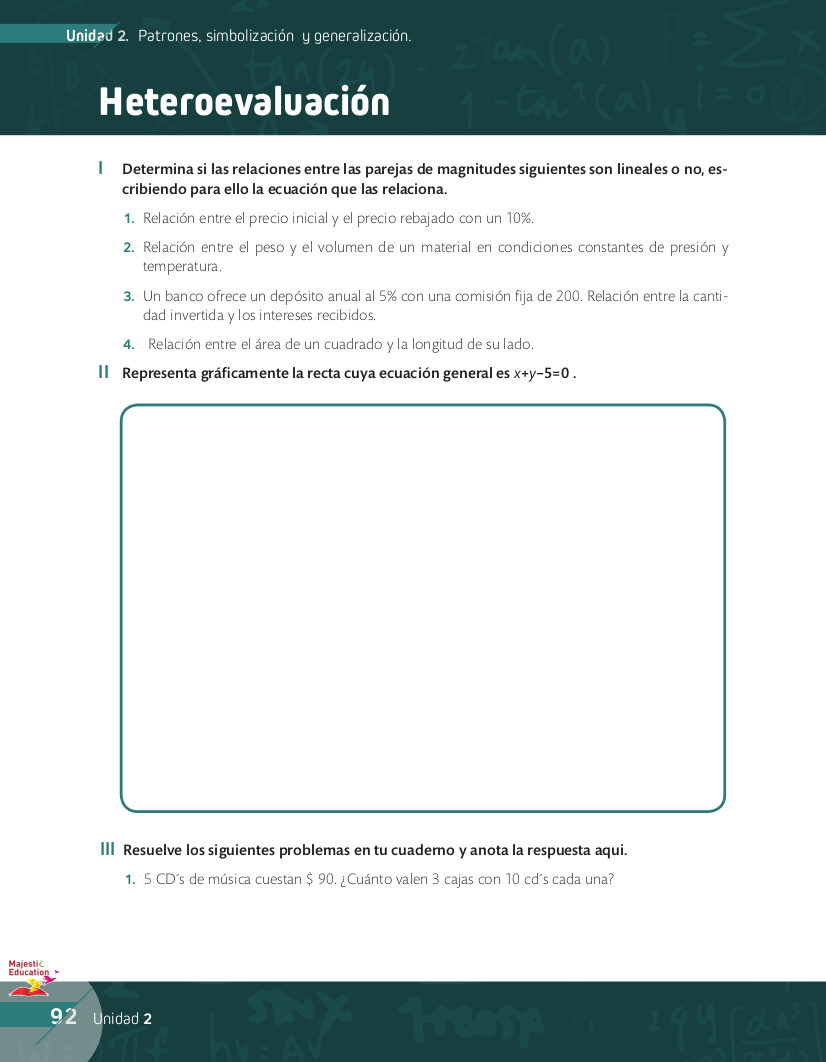 Unidad 2. Patrones, simbolización y generalización.
Heteroevaluación
I Determina si las relaciones entre las parejas de magnitudes siguientes son lineales o no, es-
cribiendo para ello la ecuación que las relaciona.
1. Relación entre el precio inicial y el precio rebajado con un 10%.
2. Relación entre el peso y el volumen de un material en condiciones constantes de presión y
temperatura.
3. Un banco ofrece un depósito anual al 5% con una comisión fija de 200. Relación entre la canti-
dad invertida y los intereses recibidos.
4. Relación entre el área de un cuadrado y la longitud de su lado.
II Representa gráficamente la recta cuya ecuación general es x+y−5=0 .
III Resuelve los siguientes problemas en tu cuaderno y anota la respuesta aqui.
1. 5 CD´s de música cuestan $ 90. ¿Cuánto valen 3 cajas con 10 cd´s cada una?
Majestic
Education
92 Unidad 2